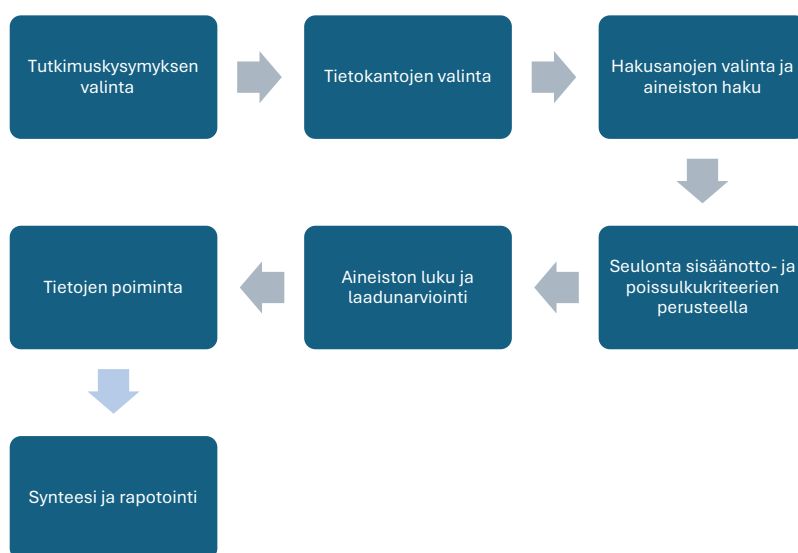 Tutkimuskysymyksen
valinta
Tietokantojen valinta
Hakusanojen valinta ja
aineiston haku
Seulonta sisäänotto- ja
poissulkukriteerien
perusteella
Aineiston luku ja
laadunarviointi
Tietojen poiminta
Synteesi ja rapotointi